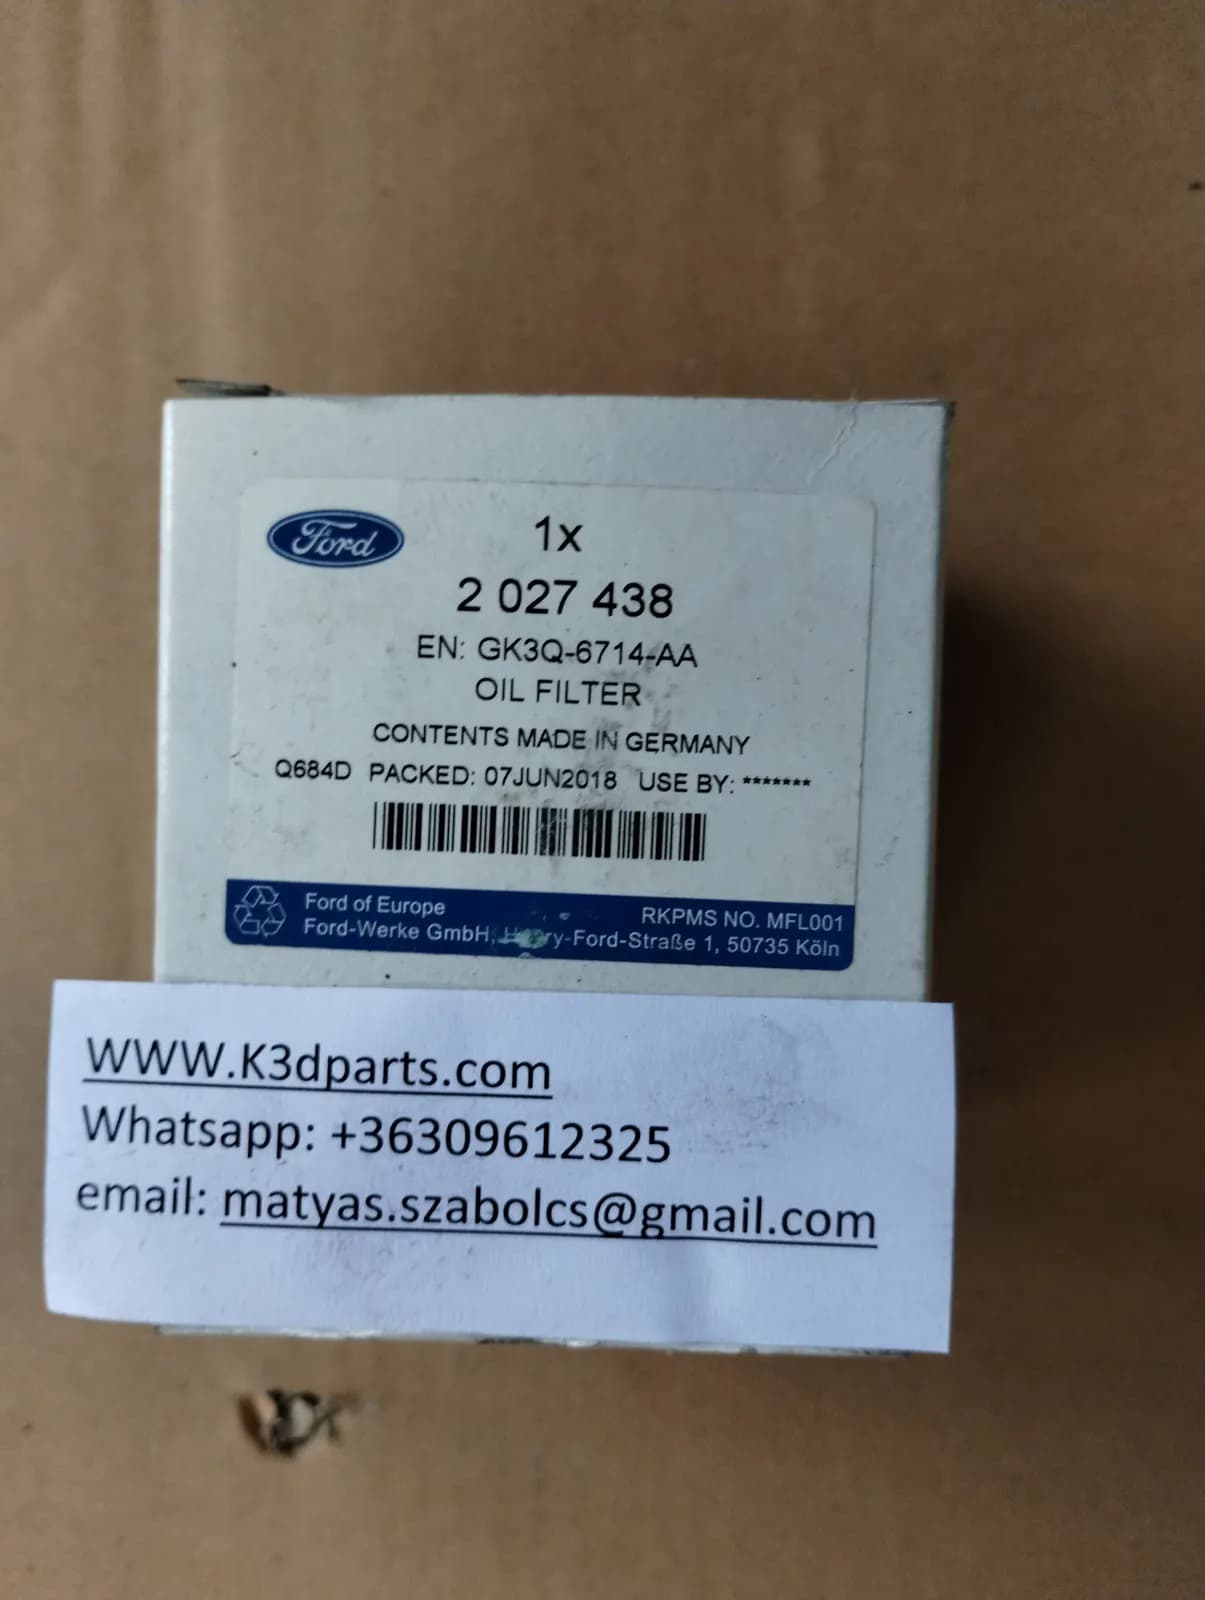 Ford
1x
2 027 438
EN: GK3Q-6714-AA
OIL FILTER
CONTENTS MADE IN GERMANY
Q684D PACKED: 07JUN2018 USE BY: *******
Ford of Europe
RKPMS NO. MFL001
Ford-Werke GmbH, Henry-Ford-Straße 1, 50735 Köln
WWW.K3dparts.com
Whatsapp: +36309612325
email: matyas.szabolcs@gmail.com